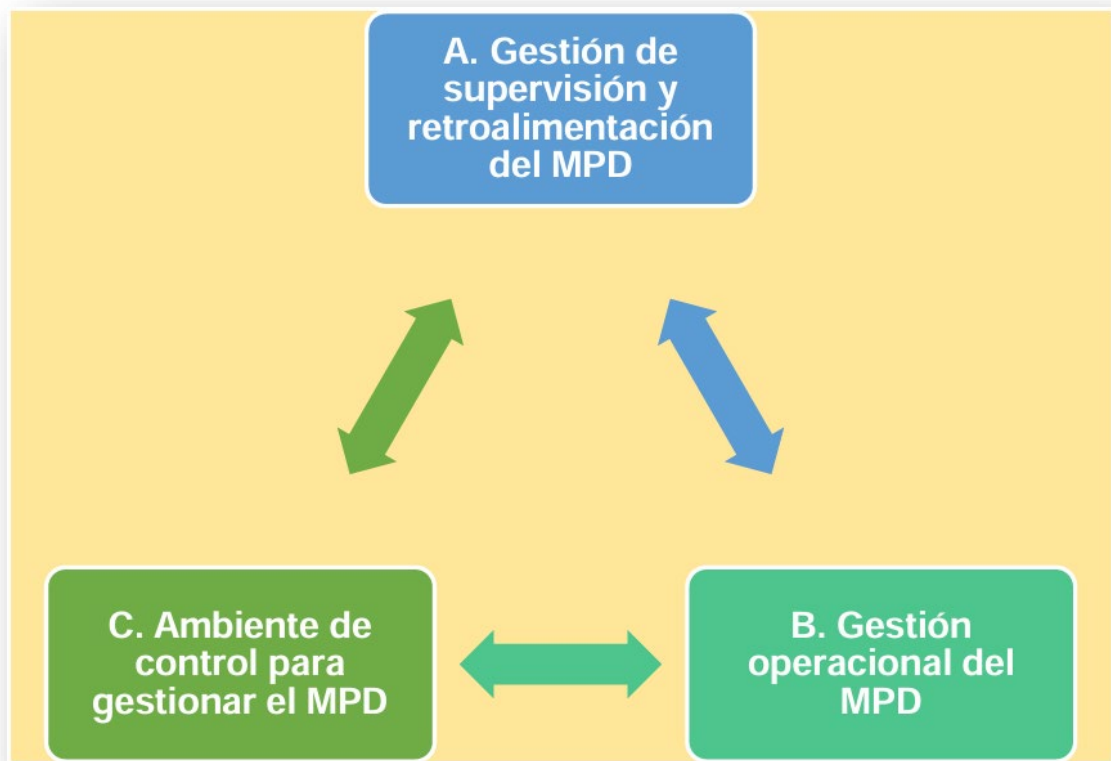 A. Gestión de
supervisión y
retroalimentación
del MPD
C. Ambiente de
control para
gestionar el MPD
B. Gestión
operacional del
MPD